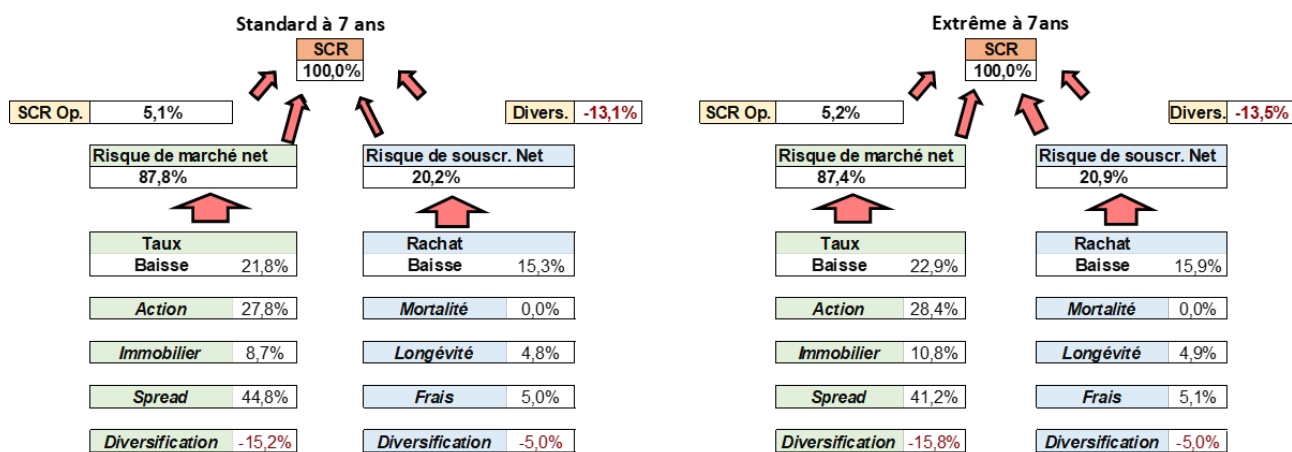 Standard à 7 ans
SCR
100,0%
SCR Op. 5,1%
Divers. -13,1%
Risque de marché net
87,8%
Risque de souscr. Net
20,2%
Taux
Baisse 21,8%
Rachat
Baisse 15,3%
Action 27,8%
Mortalité 0,0%
Immobilier 8,7%
Longévité 4,8%
Spread 44,8%
Frais 5,0%
Diversification -15,2%
Diversification -5,0%
Extrême à 7ans
SCR
100,0%
SCR Op. 5,2%
Divers. -13,5%
Risque de marché net
87,4%
Risque de souscr. Net
20,9%
Taux
Baisse 22,9%
Rachat
Baisse 15,9%
Action 28,4%
Mortalité 0,0%
Immobilier 10,8%
Longévité 4,9%
Spread 41,2%
Frais 5,1%
Diversification -15,8%
Diversification -5,0%